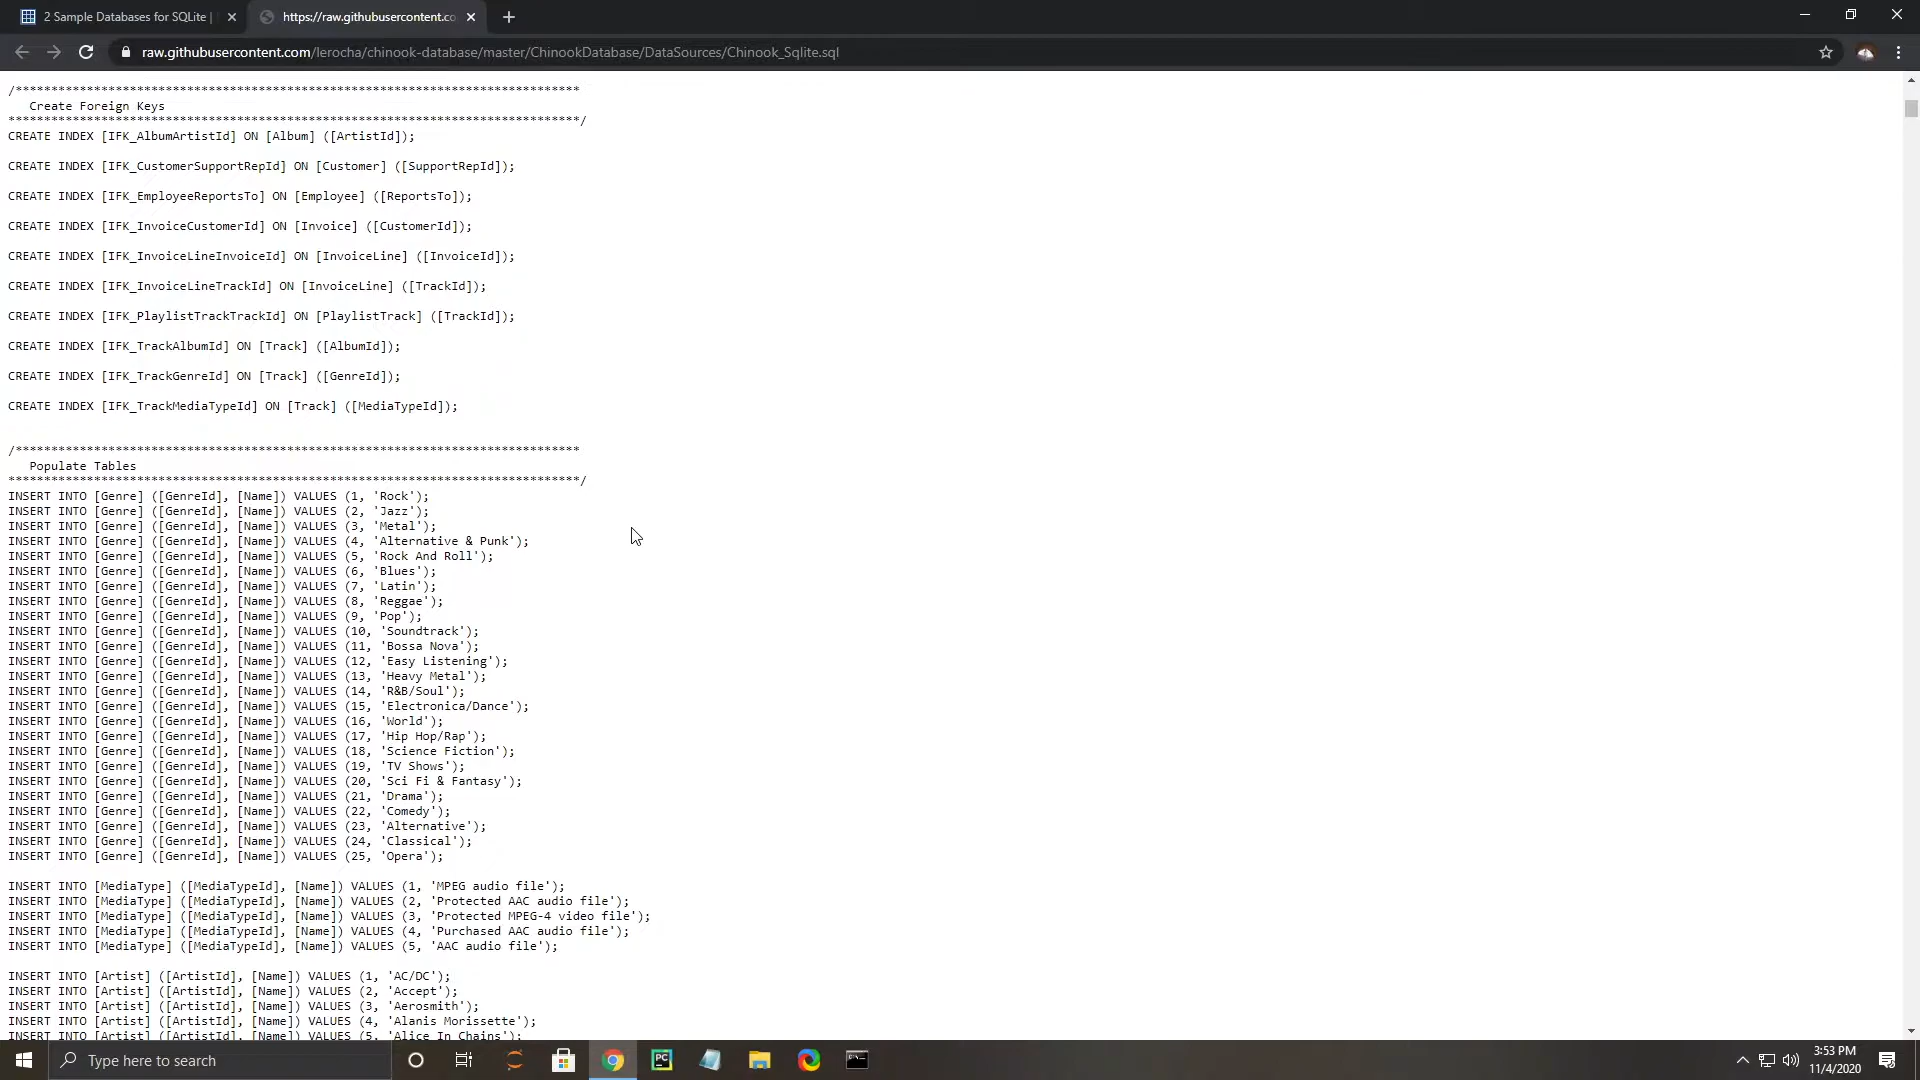 2 Sample Databases for SQLite |
https://raw.githubusercontent.co
raw.githubusercontent.com/lerocha/chinook-database/master/ChinookDatabase/DataSources/Chinook_Sqlite.sql
/*******************************************************************************
Create Foreign Keys
********************************************************************************/
CREATE INDEX [IFK_AlbumArtistId] ON [Album] ([ArtistId]);
CREATE INDEX [IFK_CustomerSupportRepId] ON [Customer] ([SupportRepId]);
CREATE INDEX [IFK_EmployeeReportsTo] ON [Employee] ([ReportsTo]);
CREATE INDEX [IFK_InvoiceCustomerId] ON [Invoice] ([CustomerId]);
CREATE INDEX [IFK_InvoiceLineInvoiceId] ON [InvoiceLine] ([InvoiceId]);
CREATE INDEX [IFK_InvoiceLineTrackId] ON [InvoiceLine] ([TrackId]);
CREATE INDEX [IFK_PlaylistTrackTrackId] ON [PlaylistTrack] ([TrackId]);
CREATE INDEX [IFK_TrackAlbumId] ON [Track] ([AlbumId]);
CREATE INDEX [IFK_TrackGenreId] ON [Track] ([GenreId]);
CREATE INDEX [IFK_TrackMediaTypeId] ON [Track] ([MediaTypeId]);
/*******************************************************************************
Populate Tables
********************************************************************************/
INSERT INTO [Genre] ([GenreId], [Name]) VALUES (1, 'Rock');
INSERT INTO [Genre] ([GenreId], [Name]) VALUES (2, 'Jazz');
INSERT INTO [Genre] ([GenreId], [Name]) VALUES (3, 'Metal');
INSERT INTO [Genre] ([GenreId], [Name]) VALUES (4, 'Alternative & Punk');
INSERT INTO [Genre] ([GenreId], [Name]) VALUES (5, 'Rock And Roll');
INSERT INTO [Genre] ([GenreId], [Name]) VALUES (6, 'Blues');
INSERT INTO [Genre] ([GenreId], [Name]) VALUES (7, 'Latin');
INSERT INTO [Genre] ([GenreId], [Name]) VALUES (8, 'Reggae');
INSERT INTO [Genre] ([GenreId], [Name]) VALUES (9, 'Pop');
INSERT INTO [Genre] ([GenreId], [Name]) VALUES (10, 'Soundtrack');
INSERT INTO [Genre] ([GenreId], [Name]) VALUES (11, 'Bossa Nova');
INSERT INTO [Genre] ([GenreId], [Name]) VALUES (12, 'Easy Listening');
INSERT INTO [Genre] ([GenreId], [Name]) VALUES (13, 'Heavy Metal');
INSERT INTO [Genre] ([GenreId], [Name]) VALUES (14, 'R&B/Soul');
INSERT INTO [Genre] ([GenreId], [Name]) VALUES (15, 'Electronica/Dance');
INSERT INTO [Genre] ([GenreId], [Name]) VALUES (16, 'World');
INSERT INTO [Genre] ([GenreId], [Name]) VALUES (17, 'Hip Hop/Rap');
INSERT INTO [Genre] ([GenreId], [Name]) VALUES (18, 'Science Fiction');
INSERT INTO [Genre] ([GenreId], [Name]) VALUES (19, 'TV Shows');
INSERT INTO [Genre] ([GenreId], [Name]) VALUES (20, 'Sci Fi & Fantasy');
INSERT INTO [Genre] ([GenreId], [Name]) VALUES (21, 'Drama');
INSERT INTO [Genre] ([GenreId], [Name]) VALUES (22, 'Comedy');
INSERT INTO [Genre] ([GenreId], [Name]) VALUES (23, 'Alternative');
INSERT INTO [Genre] ([GenreId], [Name]) VALUES (24, 'Classical');
INSERT INTO [Genre] ([GenreId], [Name]) VALUES (25, 'Opera');
INSERT INTO [MediaType] ([MediaTypeId], [Name]) VALUES (1, 'MPEG audio file');
INSERT INTO [MediaType] ([MediaTypeId], [Name]) VALUES (2, 'Protected AAC audio file');
INSERT INTO [MediaType] ([MediaTypeId], [Name]) VALUES (3, 'Protected MPEG-4 video file');
INSERT INTO [MediaType] ([MediaTypeId], [Name]) VALUES (4, 'Purchased AAC audio file');
INSERT INTO [MediaType] ([MediaTypeId], [Name]) VALUES (5, 'AAC audio file');
INSERT INTO [Artist] ([ArtistId], [Name]) VALUES (1, 'AC/DC');
INSERT INTO [Artist] ([ArtistId], [Name]) VALUES (2, 'Accept');
INSERT INTO [Artist] ([ArtistId], [Name]) VALUES (3, 'Aerosmith');
INSERT INTO [Artist] ([ArtistId], [Name]) VALUES (4, 'Alanis Morissette');
INSERT INTO [Artist] ([ArtistId], [Name]) VALUES (5, 'Alice In Chains');
Type here to search
PC
3:53 PM
11/4/2020